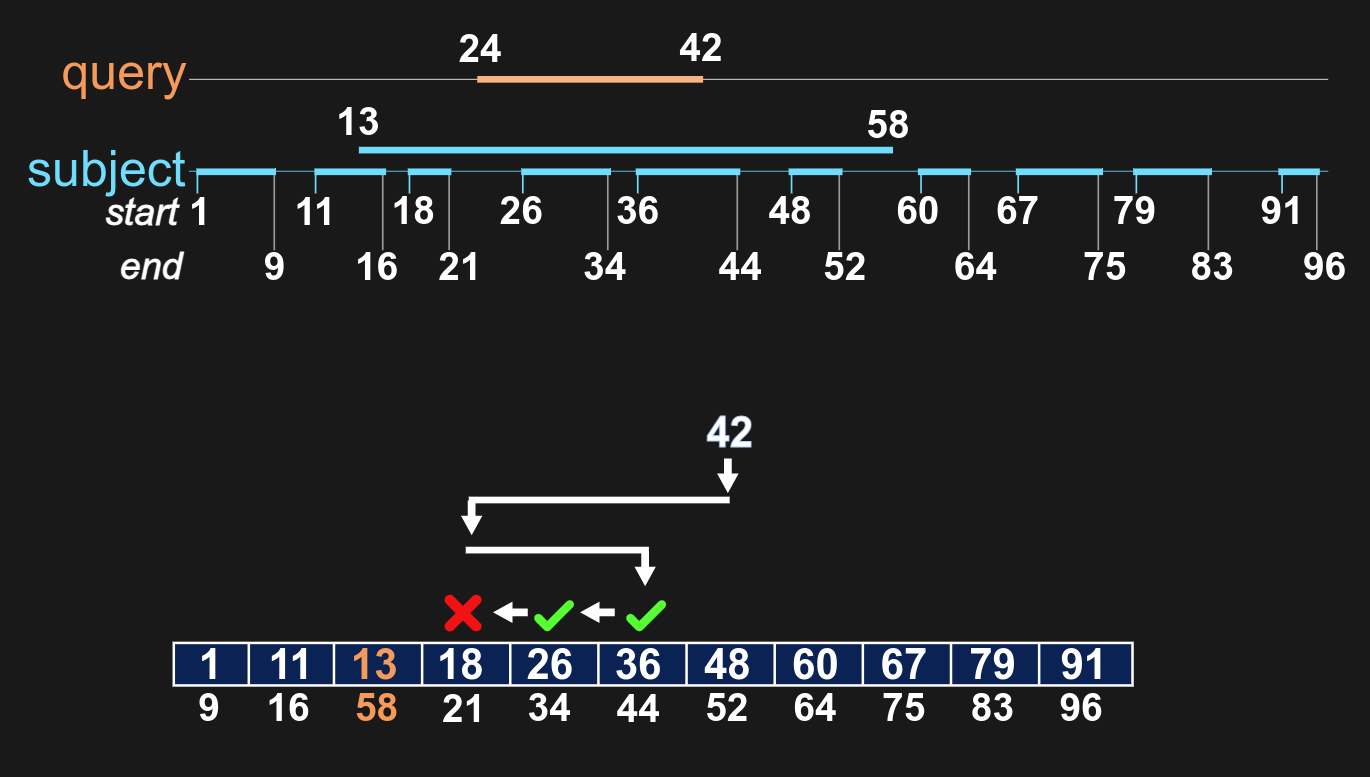 24 42
query
13 58
subject
start 1 11 18 26 36 48 60 67 79 91
end 9 16 21 34 44 52 64 75 83 96
42
1 11 13 18 26 36 48 60 67 79 91
9 16 58 21 34 44 52 64 75 83 96